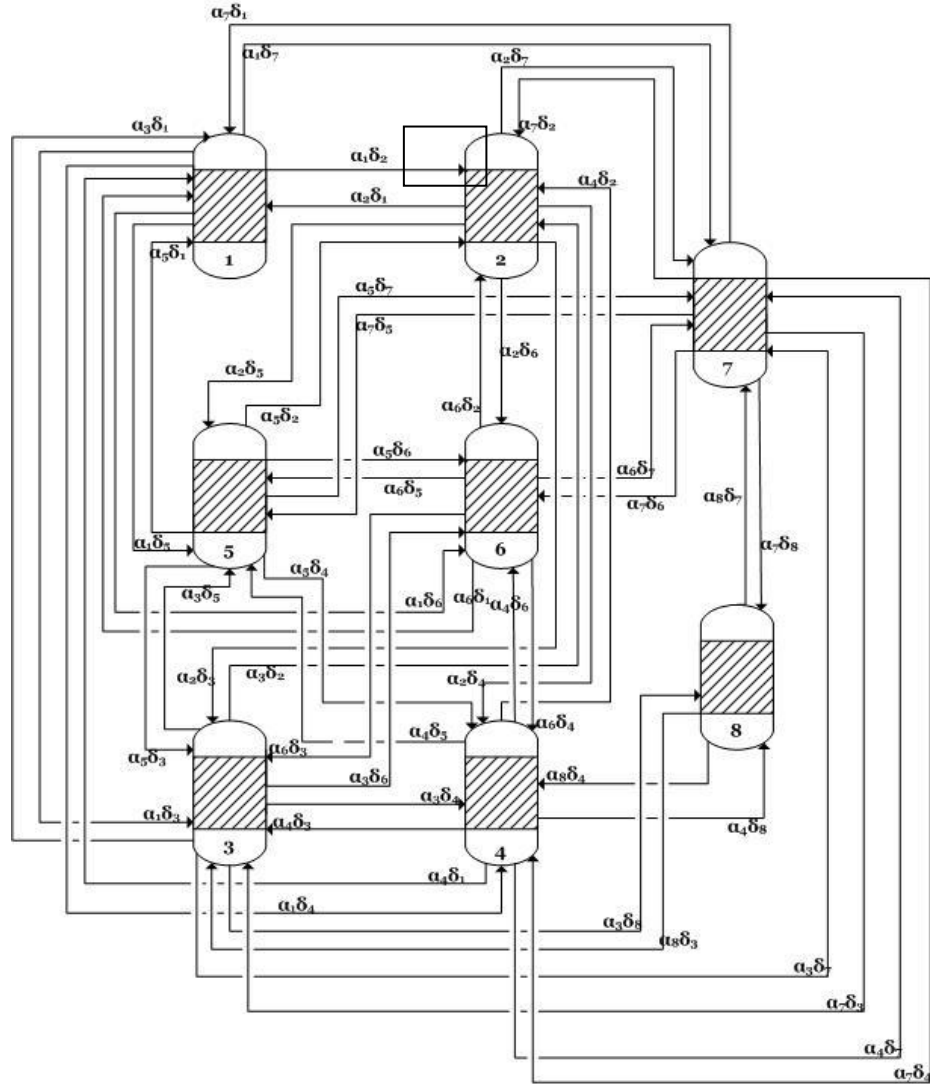 α₇δ₁
α₁δ₇
α₂δ₇
α₃δ₁
α₇δ₂
α₁δ₂
α₄δ₂
α₂δ₁
α₅δ₁
1
2
α₅δ₇
α₇δ₅
7
α₂δ₆
α₂δ₅
α₅δ₂
α₆δ₂
α₅δ₆
α₆δ₇
α₆δ₅
α₈δ₇
α₇δ₆
α₁δ₅
5
6
α₇δ₈
α₅δ₄
α₃δ₅
α₁δ₆
α₆δ₁
α₄δ₆
α₂δ₃
α₃δ₂
α₂δ₄
α₆δ₄
8
α₅δ₃
α₆δ₃
α₄δ₅
α₃δ₆
α₈δ₄
α₃δ₄
α₁δ₃
α₄δ₃
α₄δ₈
3
4
α₄δ₁
α₁δ₄
α₃δ₈
α₈δ₃
α₃δ₇
α₇δ₃
α₄δ₇
α₇δ₄